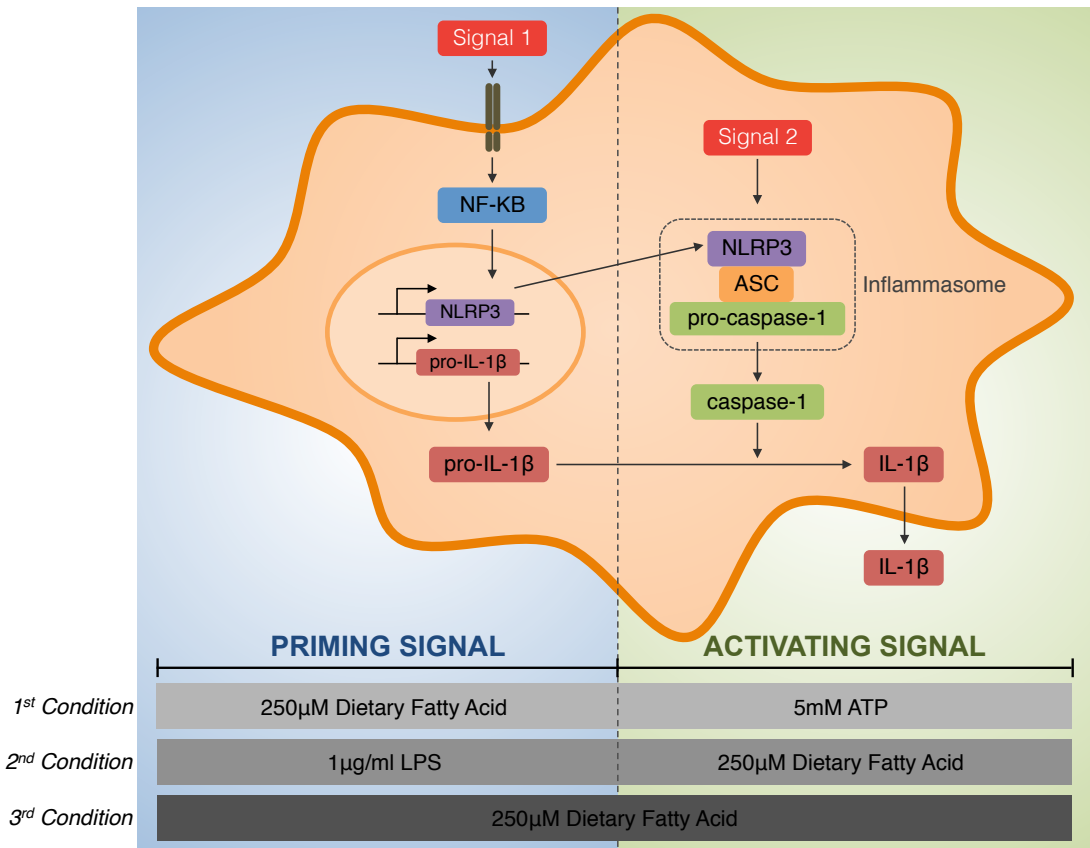 Signal 1
Signal 2
NF-KB
NLRP3
ASC
pro-caspase-1
Inflammasome
NLRP3
pro-IL-1β
caspase-1
pro-IL-1β
IL-1β
IL-1β
PRIMING SIGNAL
ACTIVATING SIGNAL
1st Condition
250µM Dietary Fatty Acid
5mM ATP
2nd Condition
1µg/ml LPS
250µM Dietary Fatty Acid
3rd Condition
250µM Dietary Fatty Acid